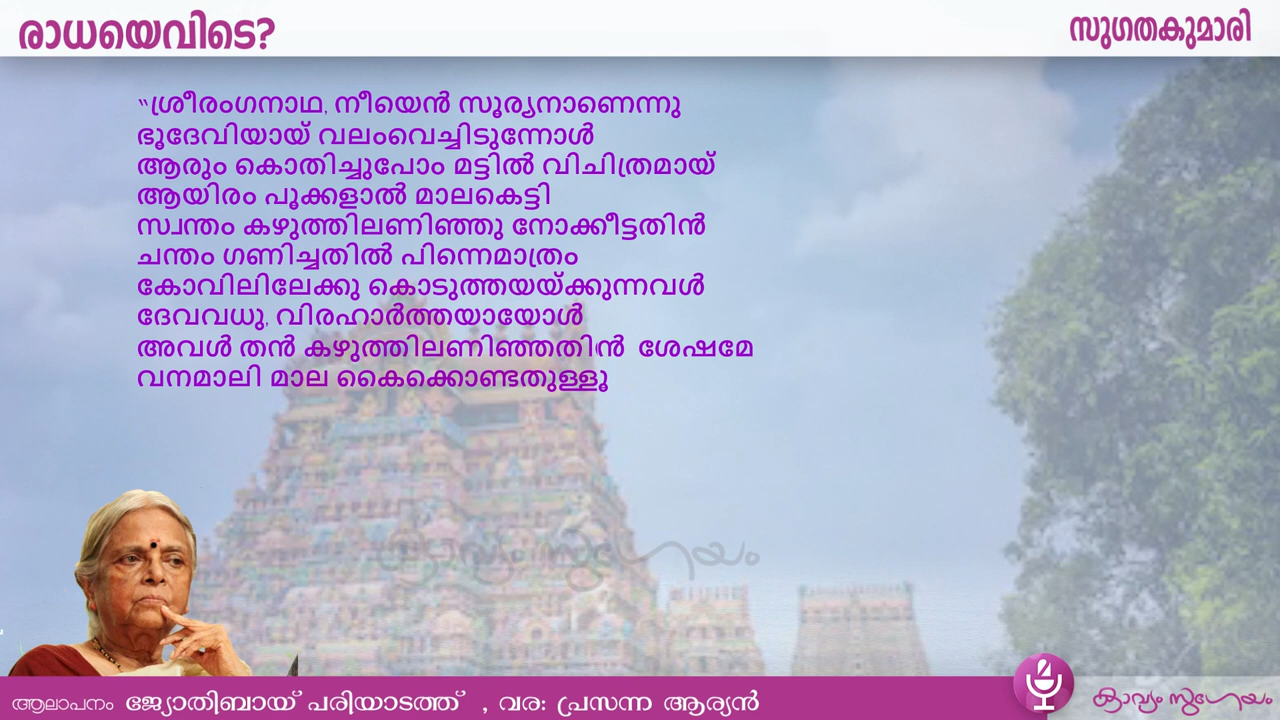 രാധയെവിടെ?
സുഗതകുമാരി
“ശ്രീരംഗനാഥ, നീയെൻ സൂര്യനാണെന്നു
ഭൂദേവിയായ് വലംവെച്ചിടുന്നോൾ
ആരും കൊതിച്ചുപോം മട്ടിൽ വിചിത്രമായ്
ആയിരം പൂക്കളാൽ മാലകെട്ടി
സ്വന്തം കഴുത്തിലണിഞ്ഞു നോക്കീട്ടതിൻ
ചന്തം ഗണിച്ചതിൽ പിന്നെമാത്രം
കോവിലിലേക്കു കൊടുത്തയയ്ക്കുന്നവൾ
ദേവവധു, വിരഹാർത്തയായോൾ
അവൾ തൻ കഴുത്തിലണിഞ്ഞതിൻ ശേഷമേ
വനമാലി മാല കൈക്കൊണ്ടതുള്ളൂ
കാവ്യം സുഗേയം
ആലാപനം ജ്യോതിബായ് പരിയാടത്ത് , വര: പ്രസന്ന ആര്യൻ
കാവ്യം സുഗേയം